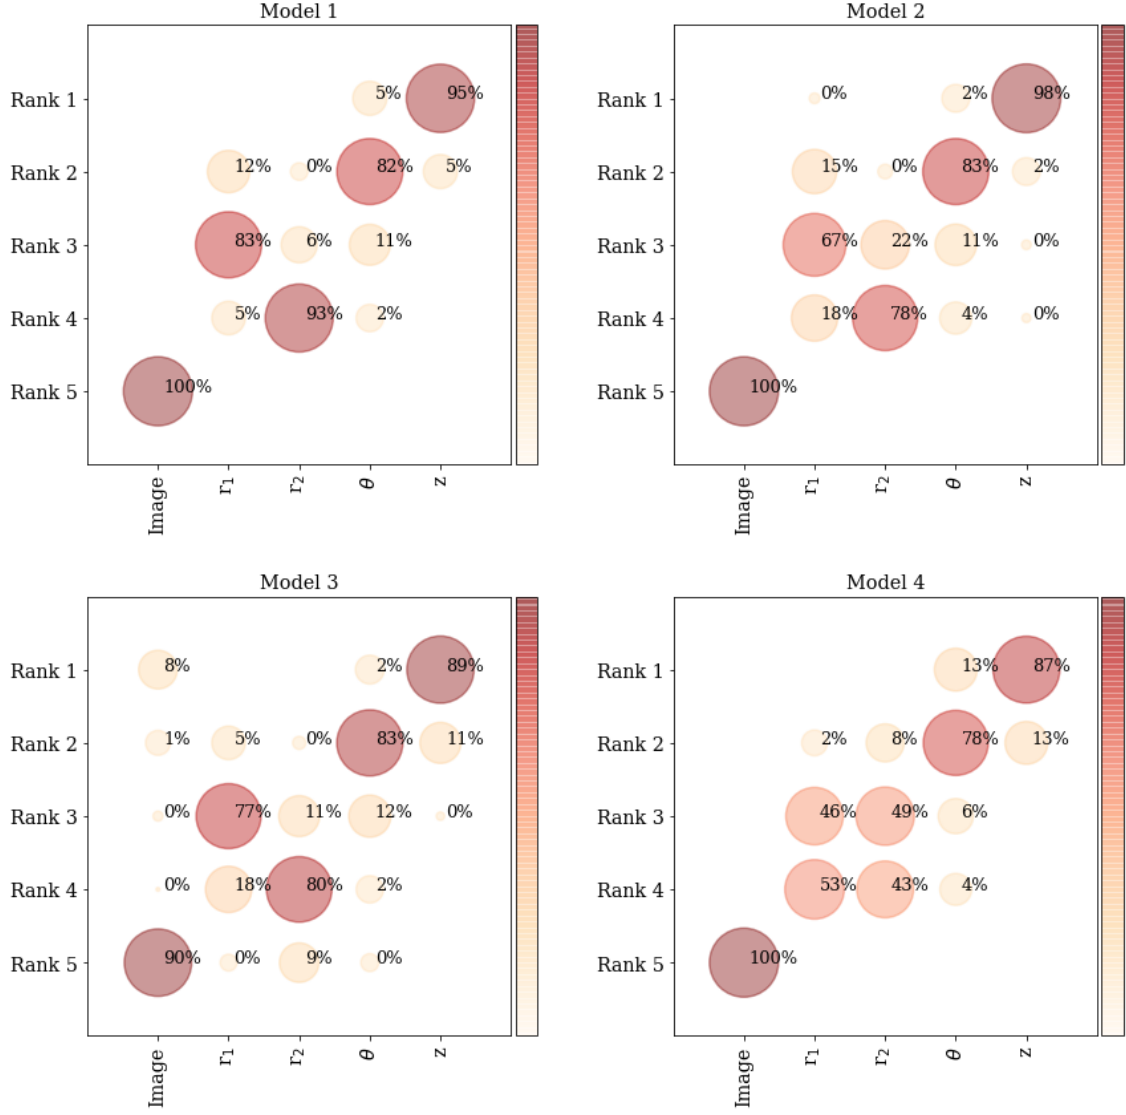 Model 1
Rank 1 5% 95%
Rank 2 12% 0% 82% 5%
Rank 3 83% 6% 11%
Rank 4 5% 93% 2%
Rank 5 100%
Image r₁ r₂ θ z
Model 2
Rank 1 0% 2% 98%
Rank 2 15% 0% 83% 2%
Rank 3 67% 22% 11% 0%
Rank 4 18% 78% 4% 0%
Rank 5 100%
Image r₁ r₂ θ z
Model 3
Rank 1 8% 2% 89%
Rank 2 1% 5% 0% 83% 11%
Rank 3 0% 77% 11% 12% 0%
Rank 4 0% 18% 80% 2%
Rank 5 90% 0% 9% 0%
Image r₁ r₂ θ z
Model 4
Rank 1 13% 87%
Rank 2 2% 8% 78% 13%
Rank 3 46% 49% 6%
Rank 4 53% 43% 4%
Rank 5 100%
Image r₁ r₂ θ z